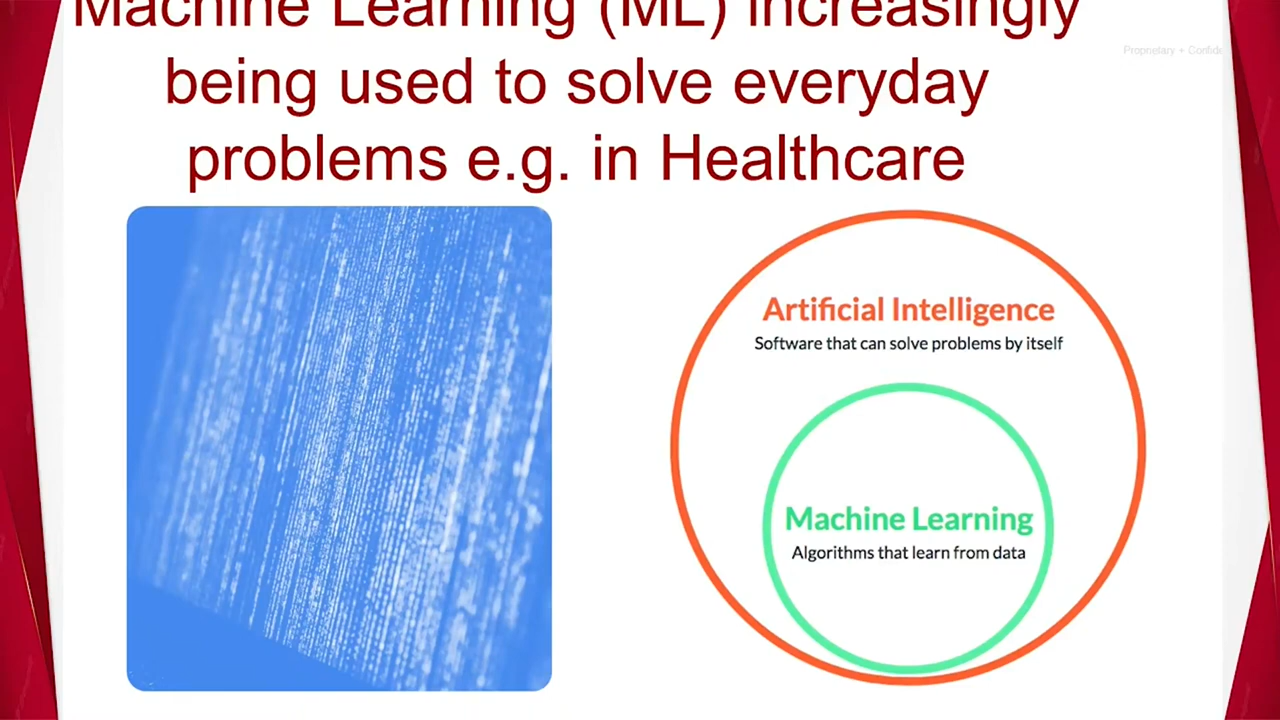 Machine Learning (ML) increasingly
being used to solve everyday
problems e.g. in Healthcare
Proprietary +
Artificial Intelligence
Software that can solve problems by itself
Machine Learning
Algorithms that learn from data